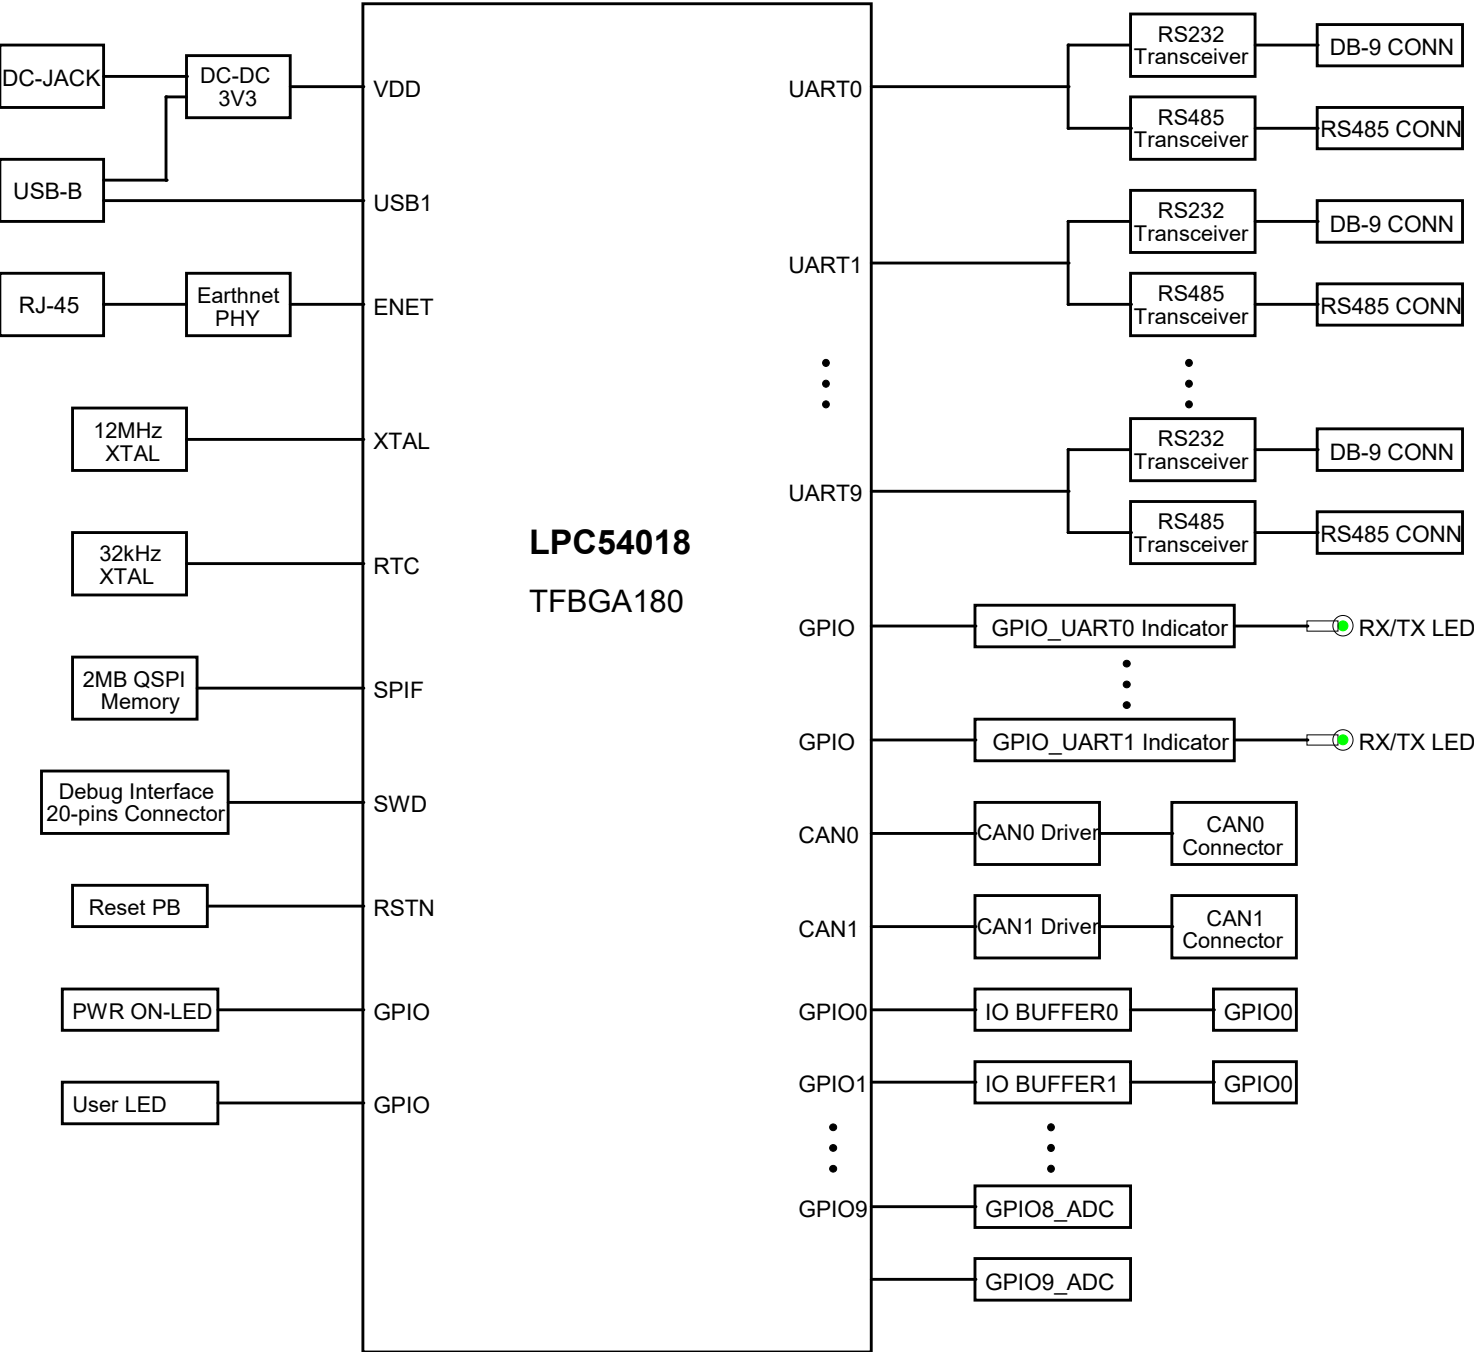 DC-JACK
DC-DC
3V3
VDD
USB-B
USB1
RJ-45
Earthnet
PHY
ENET
12MHz
XTAL
XTAL
32kHz
XTAL
RTC
2MB QSPI
Memory
SPIF
Debug Interface
20-pins Connector
SWD
Reset PB
RSTN
PWR ON-LED
GPIO
User LED
GPIO
LPC54018
TFBGA180
UART0
RS232
Transceiver
DB-9 CONN
RS485
Transceiver
RS485 CONN
UART1
RS232
Transceiver
DB-9 CONN
RS485
Transceiver
RS485 CONN
UART9
RS232
Transceiver
DB-9 CONN
RS485
Transceiver
RS485 CONN
GPIO
GPIO_UART0 Indicator
RX/TX LED
GPIO
GPIO_UART1 Indicator
RX/TX LED
CAN0
CAN0 Driver
CAN0
Connector
CAN1
CAN1 Driver
CAN1
Connector
GPIO0
IO BUFFER0
GPIO0
GPIO1
IO BUFFER1
GPIO0
GPIO9
GPIO8_ADC
GPIO9_ADC